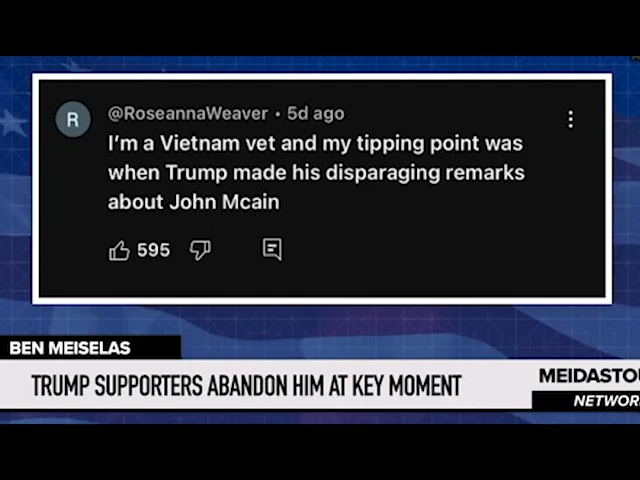 R
@RoseannaWeaver • 5d ago
I'm a Vietnam vet and my tipping point was
when Trump made his disparaging remarks
about John Mcain
595
BEN MEISELAS
TRUMP SUPPORTERS ABANDON HIM AT KEY MOMENT
MEIDASTOU
NETWOR